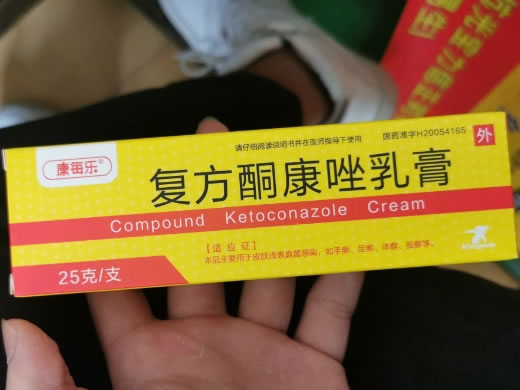 请仔细阅读说明书并在医师指导下使用
国药准字H20054165
外
康每乐®
复方酮康唑乳膏
Compound Ketoconazole Cream
【适应证】
本品主要用于皮肤浅表真菌感染，如手癣、足癣、体癣、股癣等。
25克/支